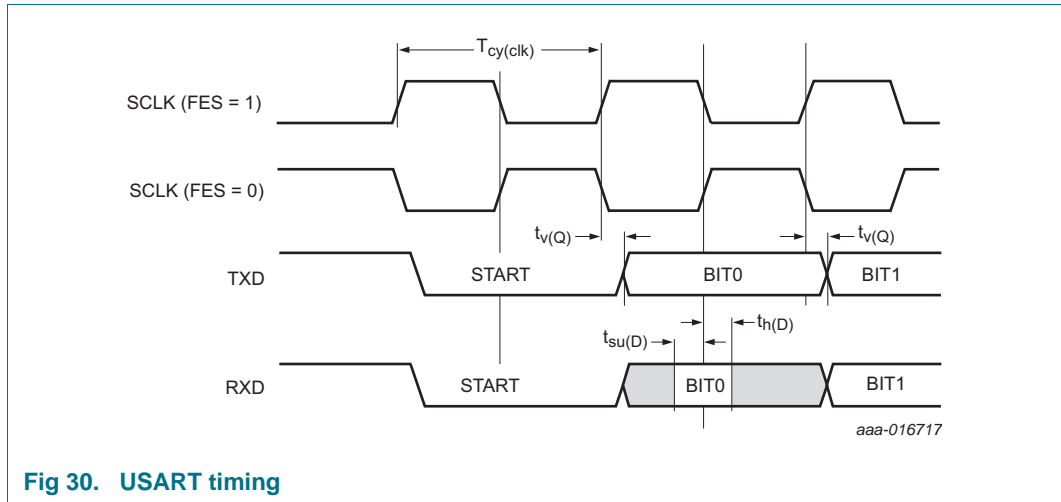 Tcy(clk)
SCLK (FES = 1)
SCLK (FES = 0)
tv(Q)
tv(Q)
TXD
START
BIT0
BIT1
tsu(D)
th(D)
RXD
START
BIT0
BIT1
aaa-016717
Fig 30. USART timing